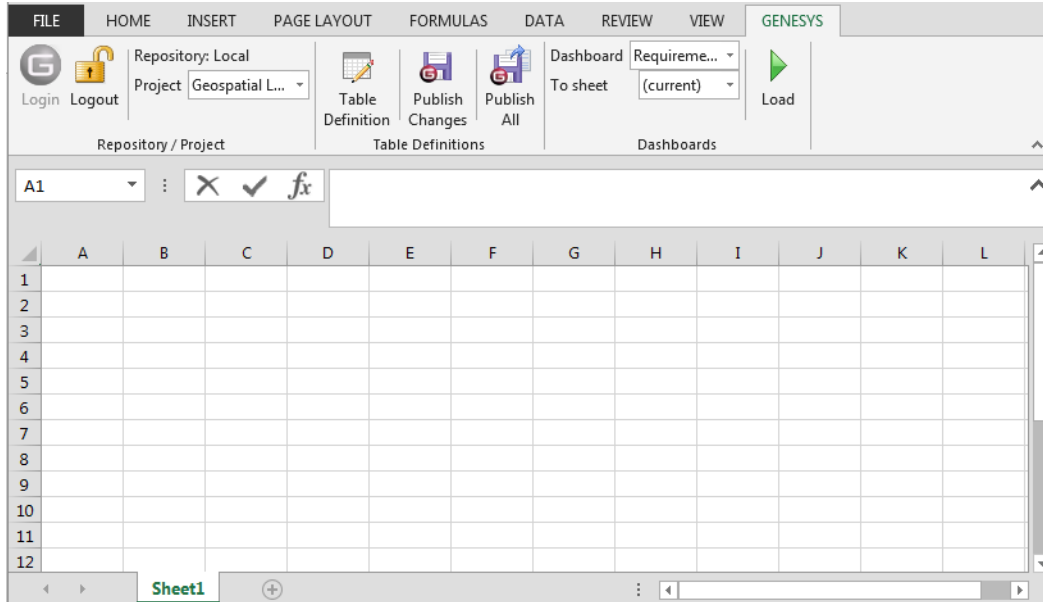 FILE HOME INSERT PAGE LAYOUT FORMULAS DATA REVIEW VIEW GENESYS
Repository: Local
Project Geospatial L...
Login Logout
Repository / Project
Table
Definition
Publish
Changes
Publish
All
Table Definitions
Dashboard Requireme...
To sheet (current)
Load
Dashboards
A1 fx
A B C D E F G H I J K L
1
2
3
4
5
6
7
8
9
10
11
12
Sheet1